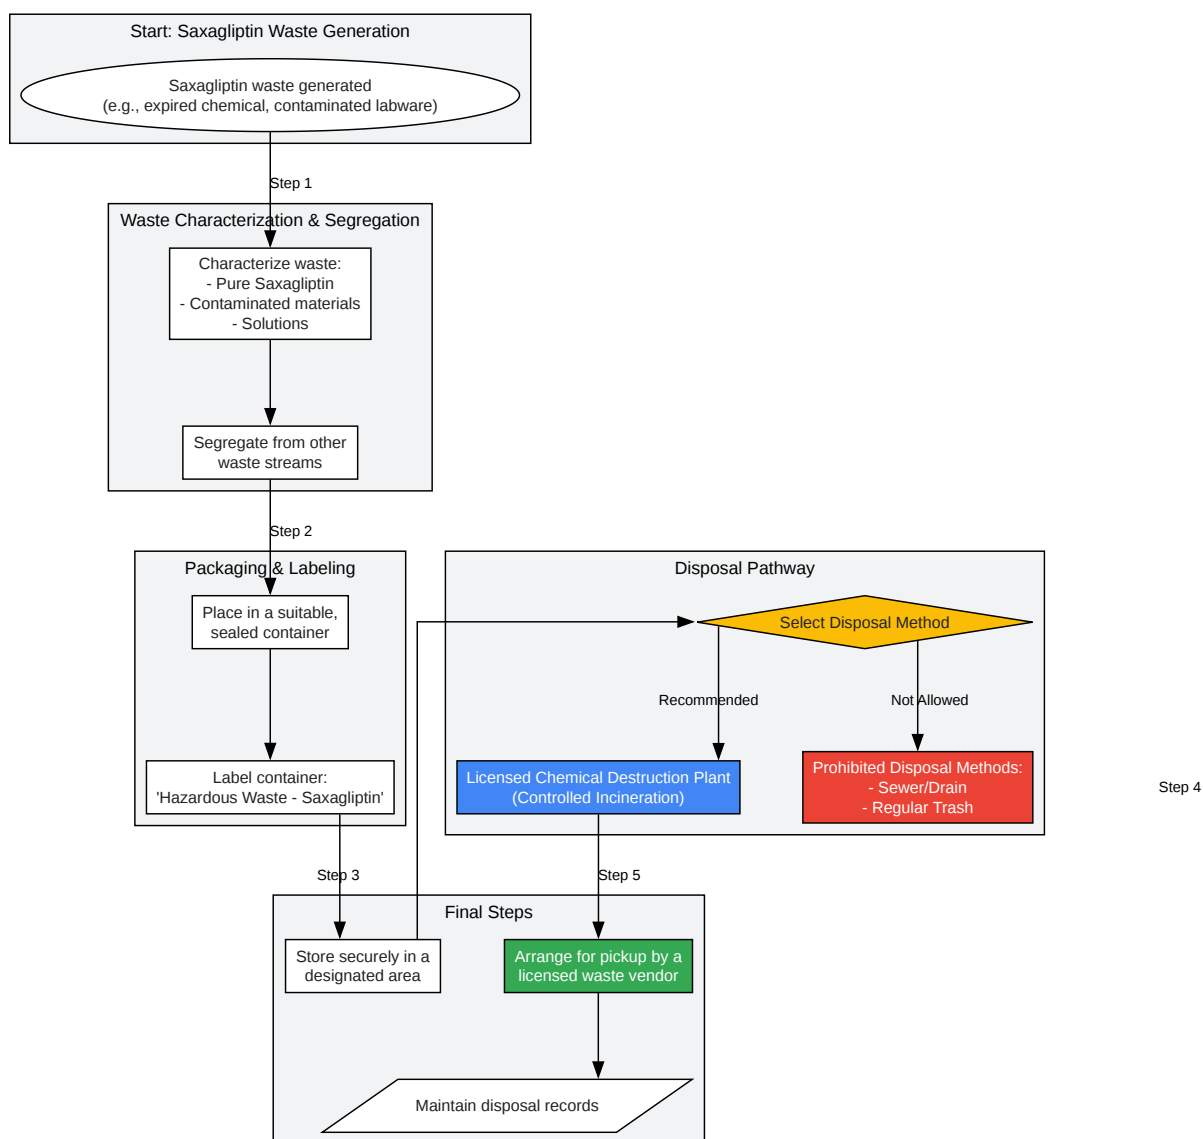 Start: Saxagliptin Waste Generation
Saxagliptin waste generated
(e.g., expired chemical, contaminated labware)
Step 1
Waste Characterization & Segregation
Characterize waste:
- Pure Saxagliptin
- Contaminated materials
- Solutions
Segregate from other
waste streams
Step 2
Packaging & Labeling
Place in a suitable,
sealed container
Label container:
'Hazardous Waste - Saxagliptin'
Disposal Pathway
Select Disposal Method
Recommended
Not Allowed
Licensed Chemical Destruction Plant
(Controlled Incineration)
Prohibited Disposal Methods:
- Sewer/Drain
- Regular Trash
Step 4
Step 3
Step 5
Final Steps
Store securely in a
designated area
Arrange for pickup by a
licensed waste vendor
Maintain disposal records